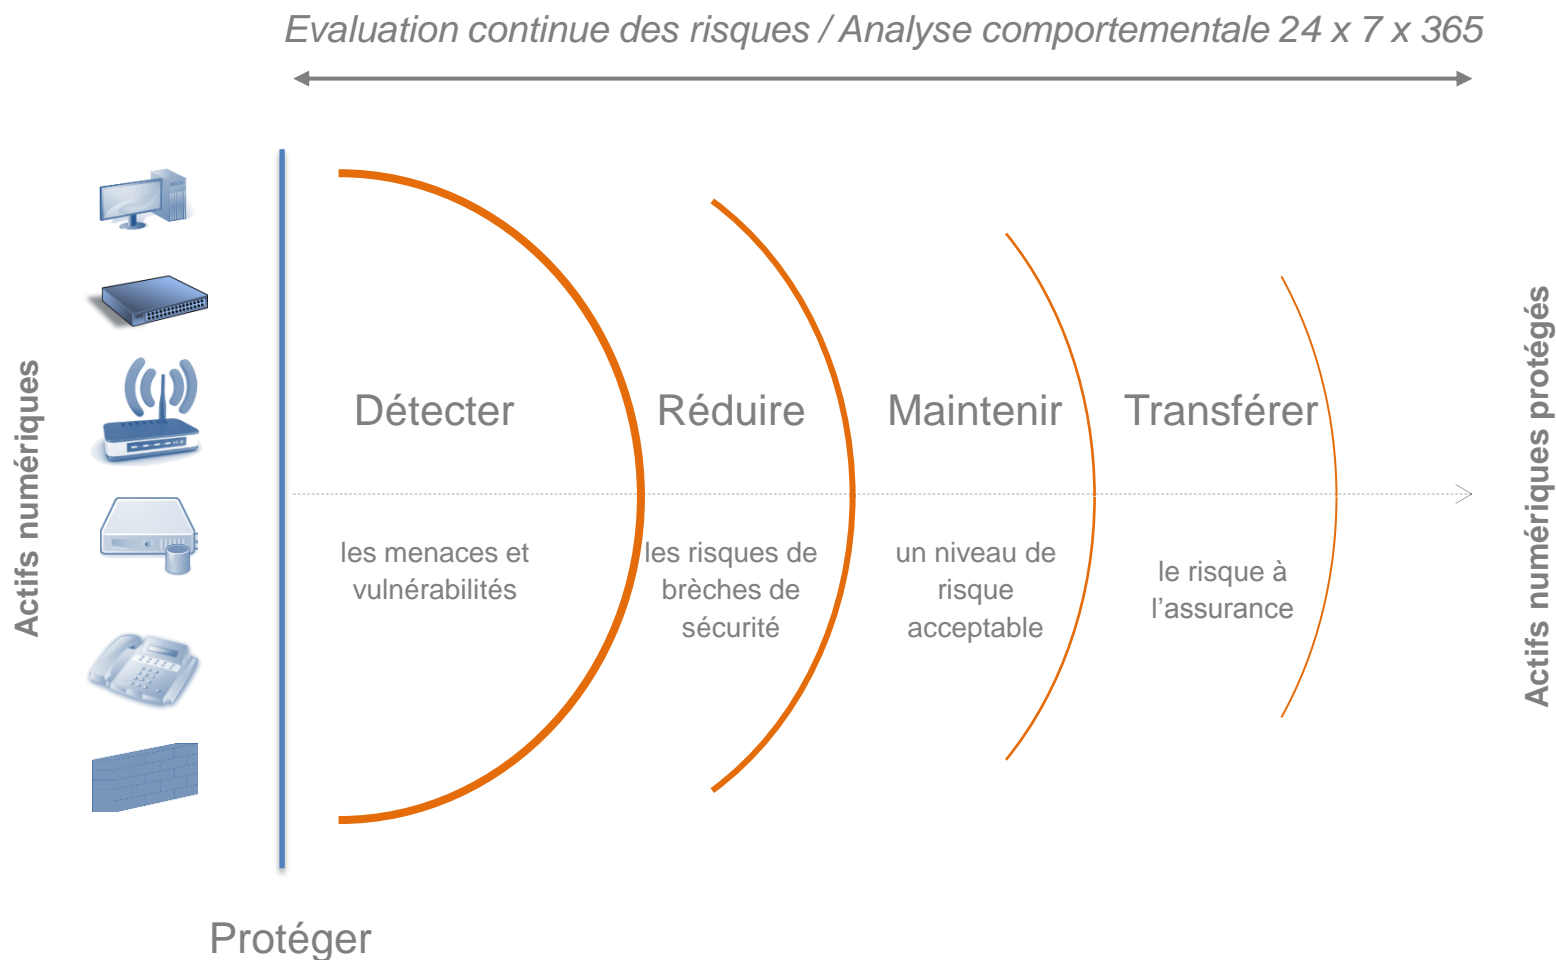 Evaluation continue des risques / Analyse comportementale 24 x 7 x 365
Actifs numériques
Détecter
les menaces et
vulnérabilités
Réduire
les risques de
brèches de
sécurité
Maintenir
un niveau de
risque
acceptable
Transférer
le risque à
l’assurance
Actifs numériques protégés
Protéger